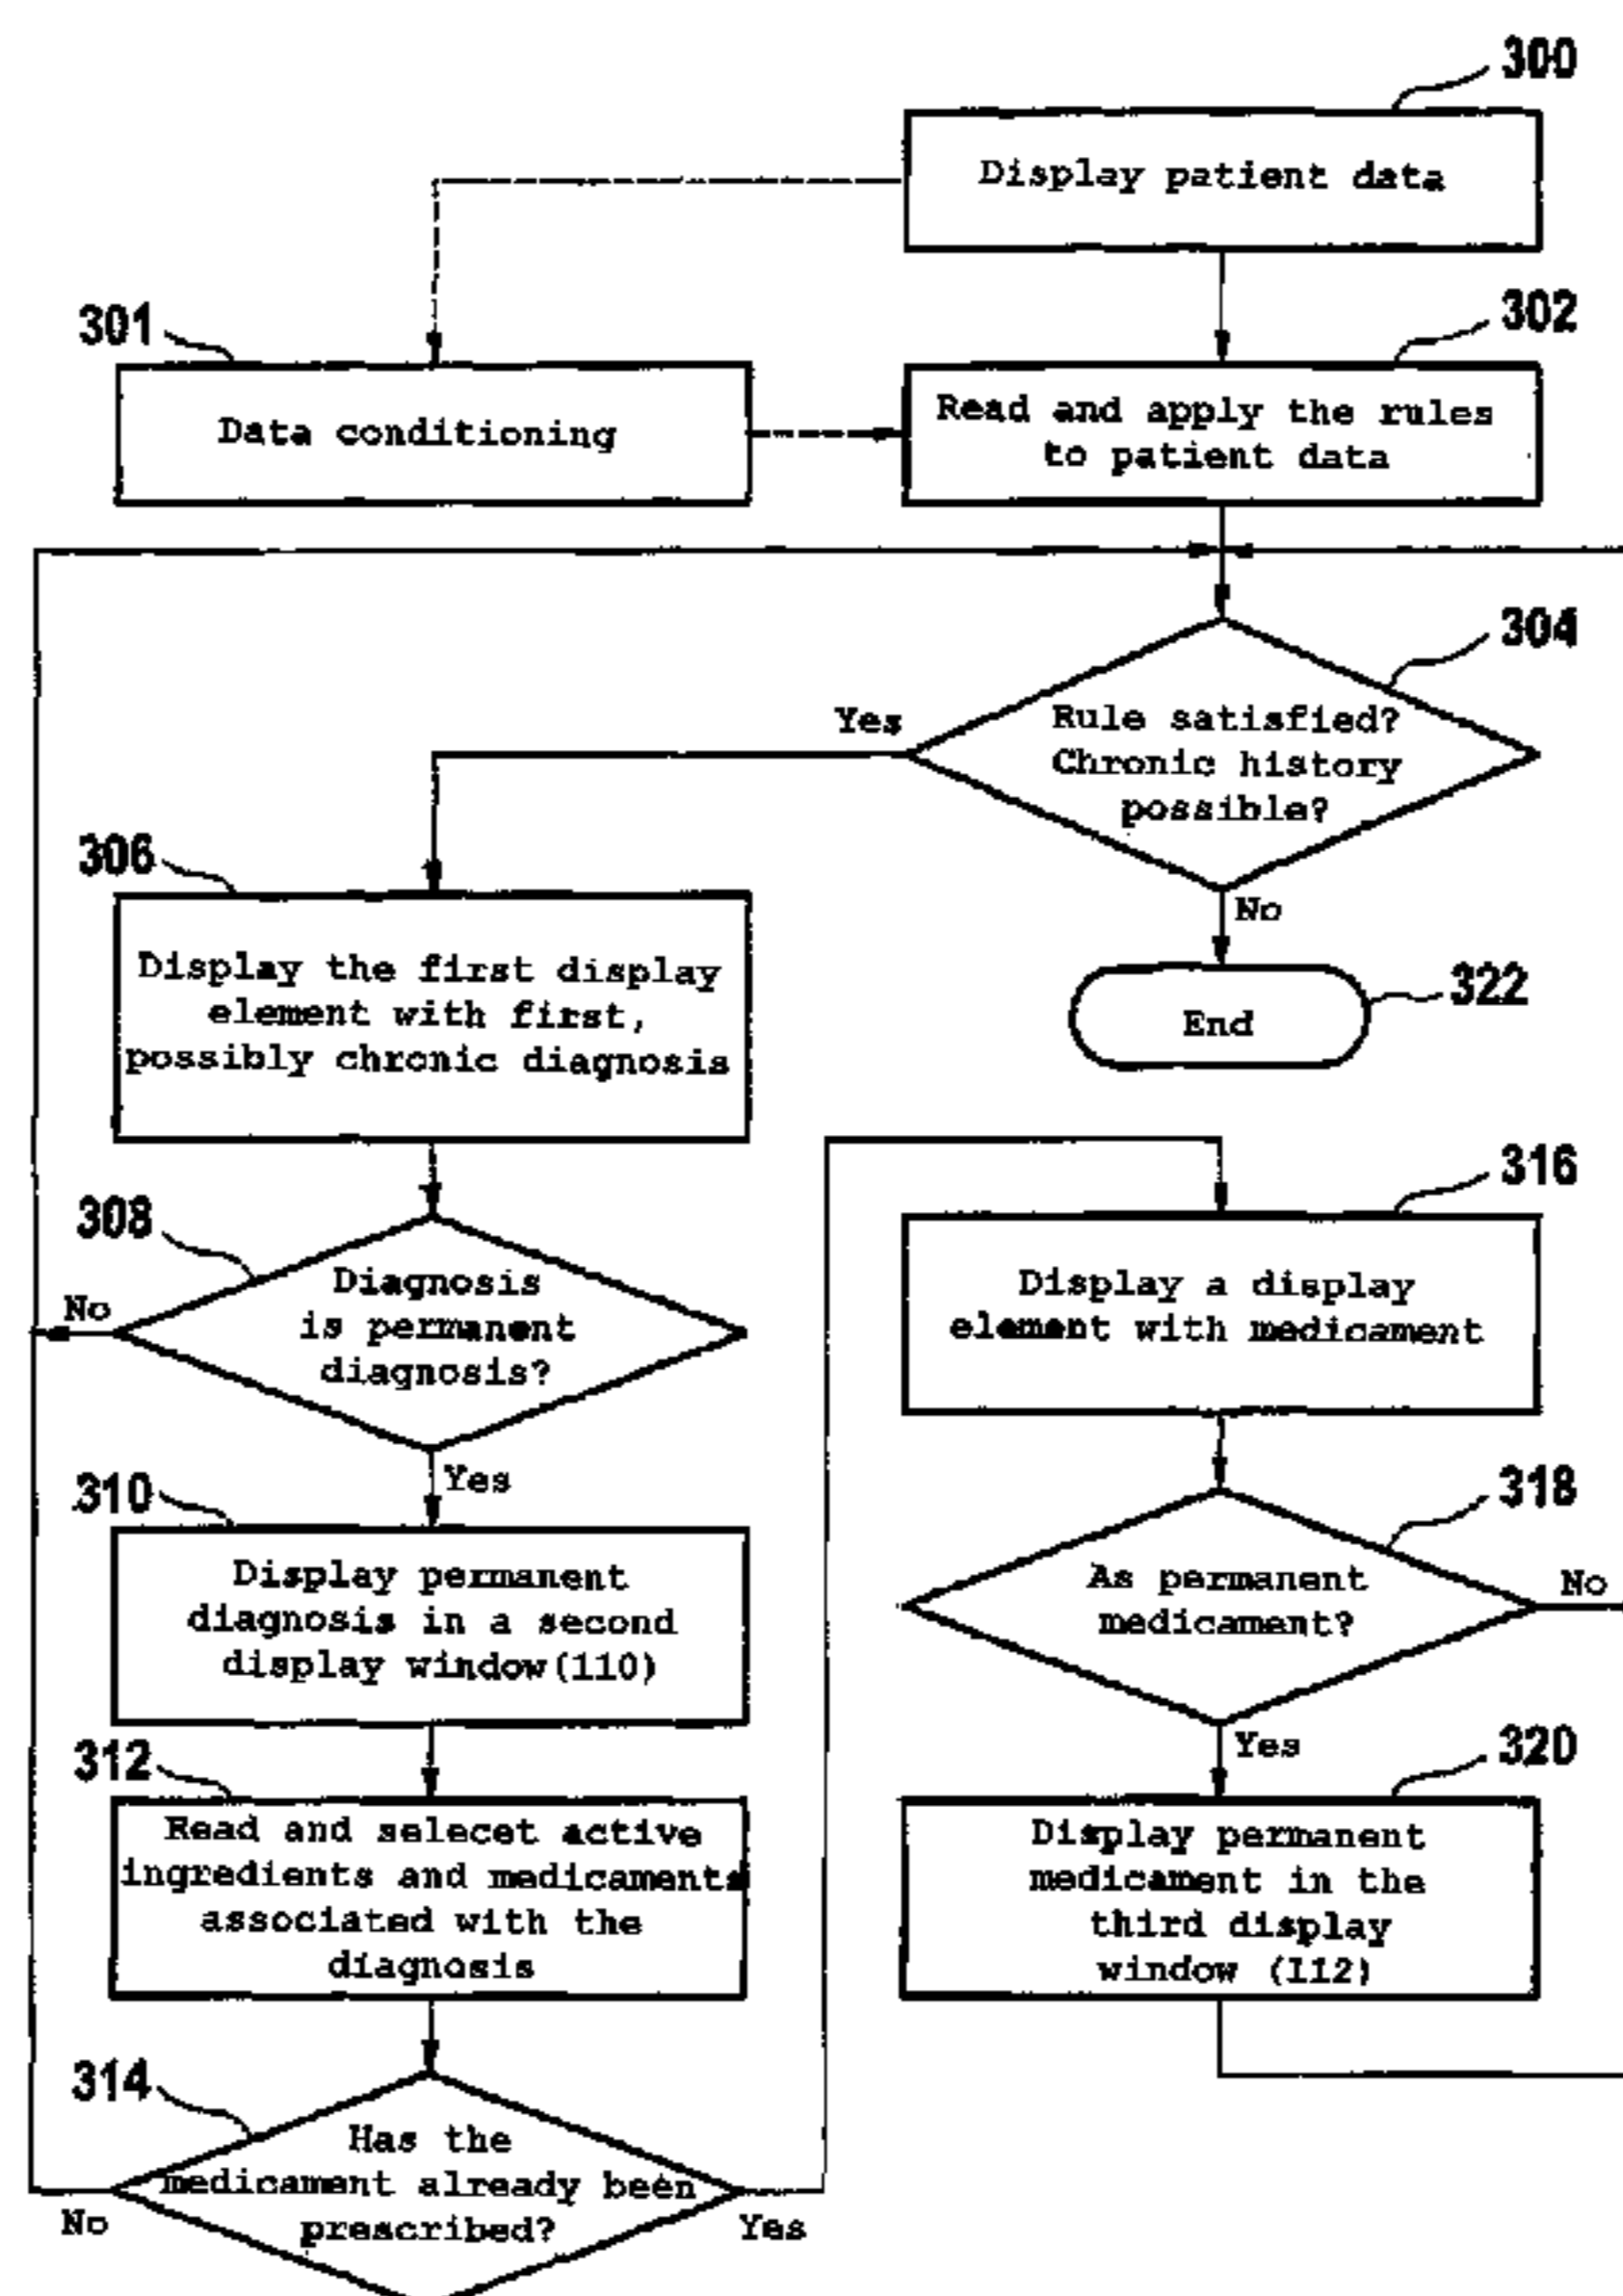 300
Display patient data
301
Data conditioning
302
Read and apply the rules
to patient data
304
Rule satisfied?
Chronic history
possible?
Yes
No
306
Display the first display
element with first,
possibly chronic diagnosis
322
End
308
Diagnosis
is permanent
diagnosis?
No
Yes
310
Display permanent
diagnosis in a second
display window(110)
312
Read and selecet active
ingredients and medicaments
associated with the
diagnosis
314
Has the
medicament already been
prescribed?
No
Yes
316
Display a display
element with medicament
318
As permanent
medicament?
No
Yes
320
Display permanent
medicament in the
third display
window (112)